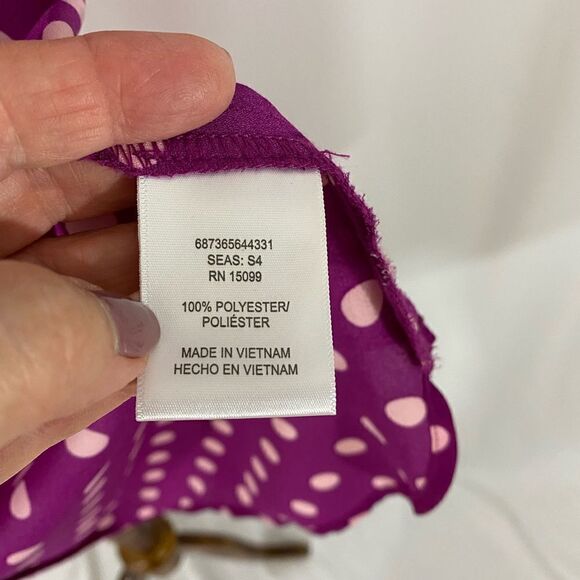 687365644331
SEAS: S4
RN 15099
100% POLYESTER/
POLIÉSTER
MADE IN VIETNAM
HECHO EN VIETNAM